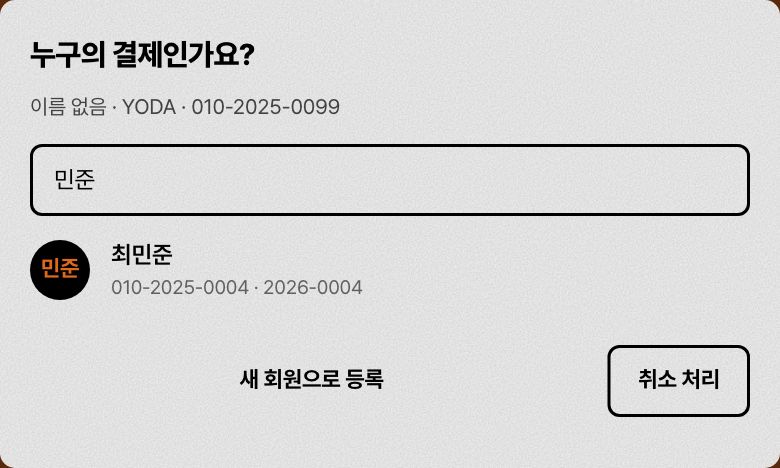 누구의 결제인가요?
이름 없음 · YODA · 010-2025-0099
민준
민준
최민준
010-2025-0004 · 2026-0004
새 회원으로 등록
취소 처리